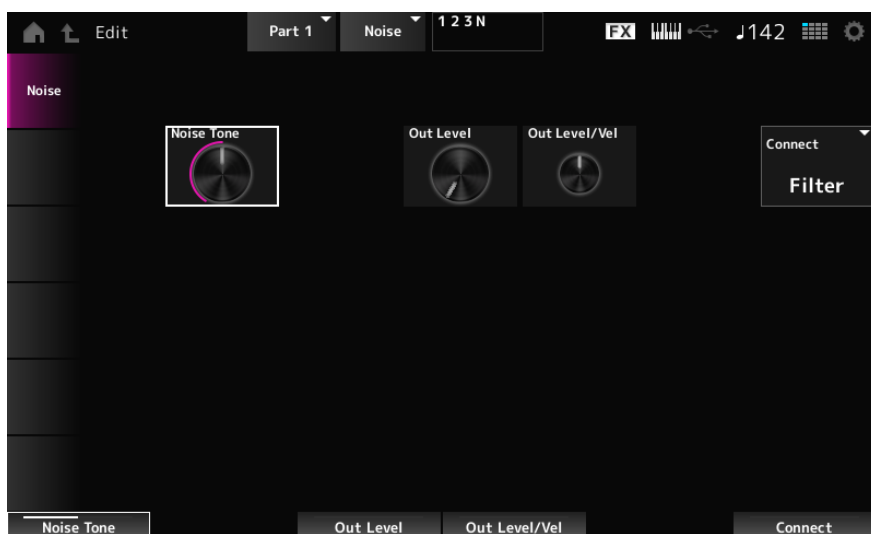 Edit
Part 1
Noise
1 2 3 N
FX
♩142
Noise
Noise Tone
Out Level
Out Level/Vel
Connect
Filter
Noise Tone
Out Level
Out Level/Vel
Connect